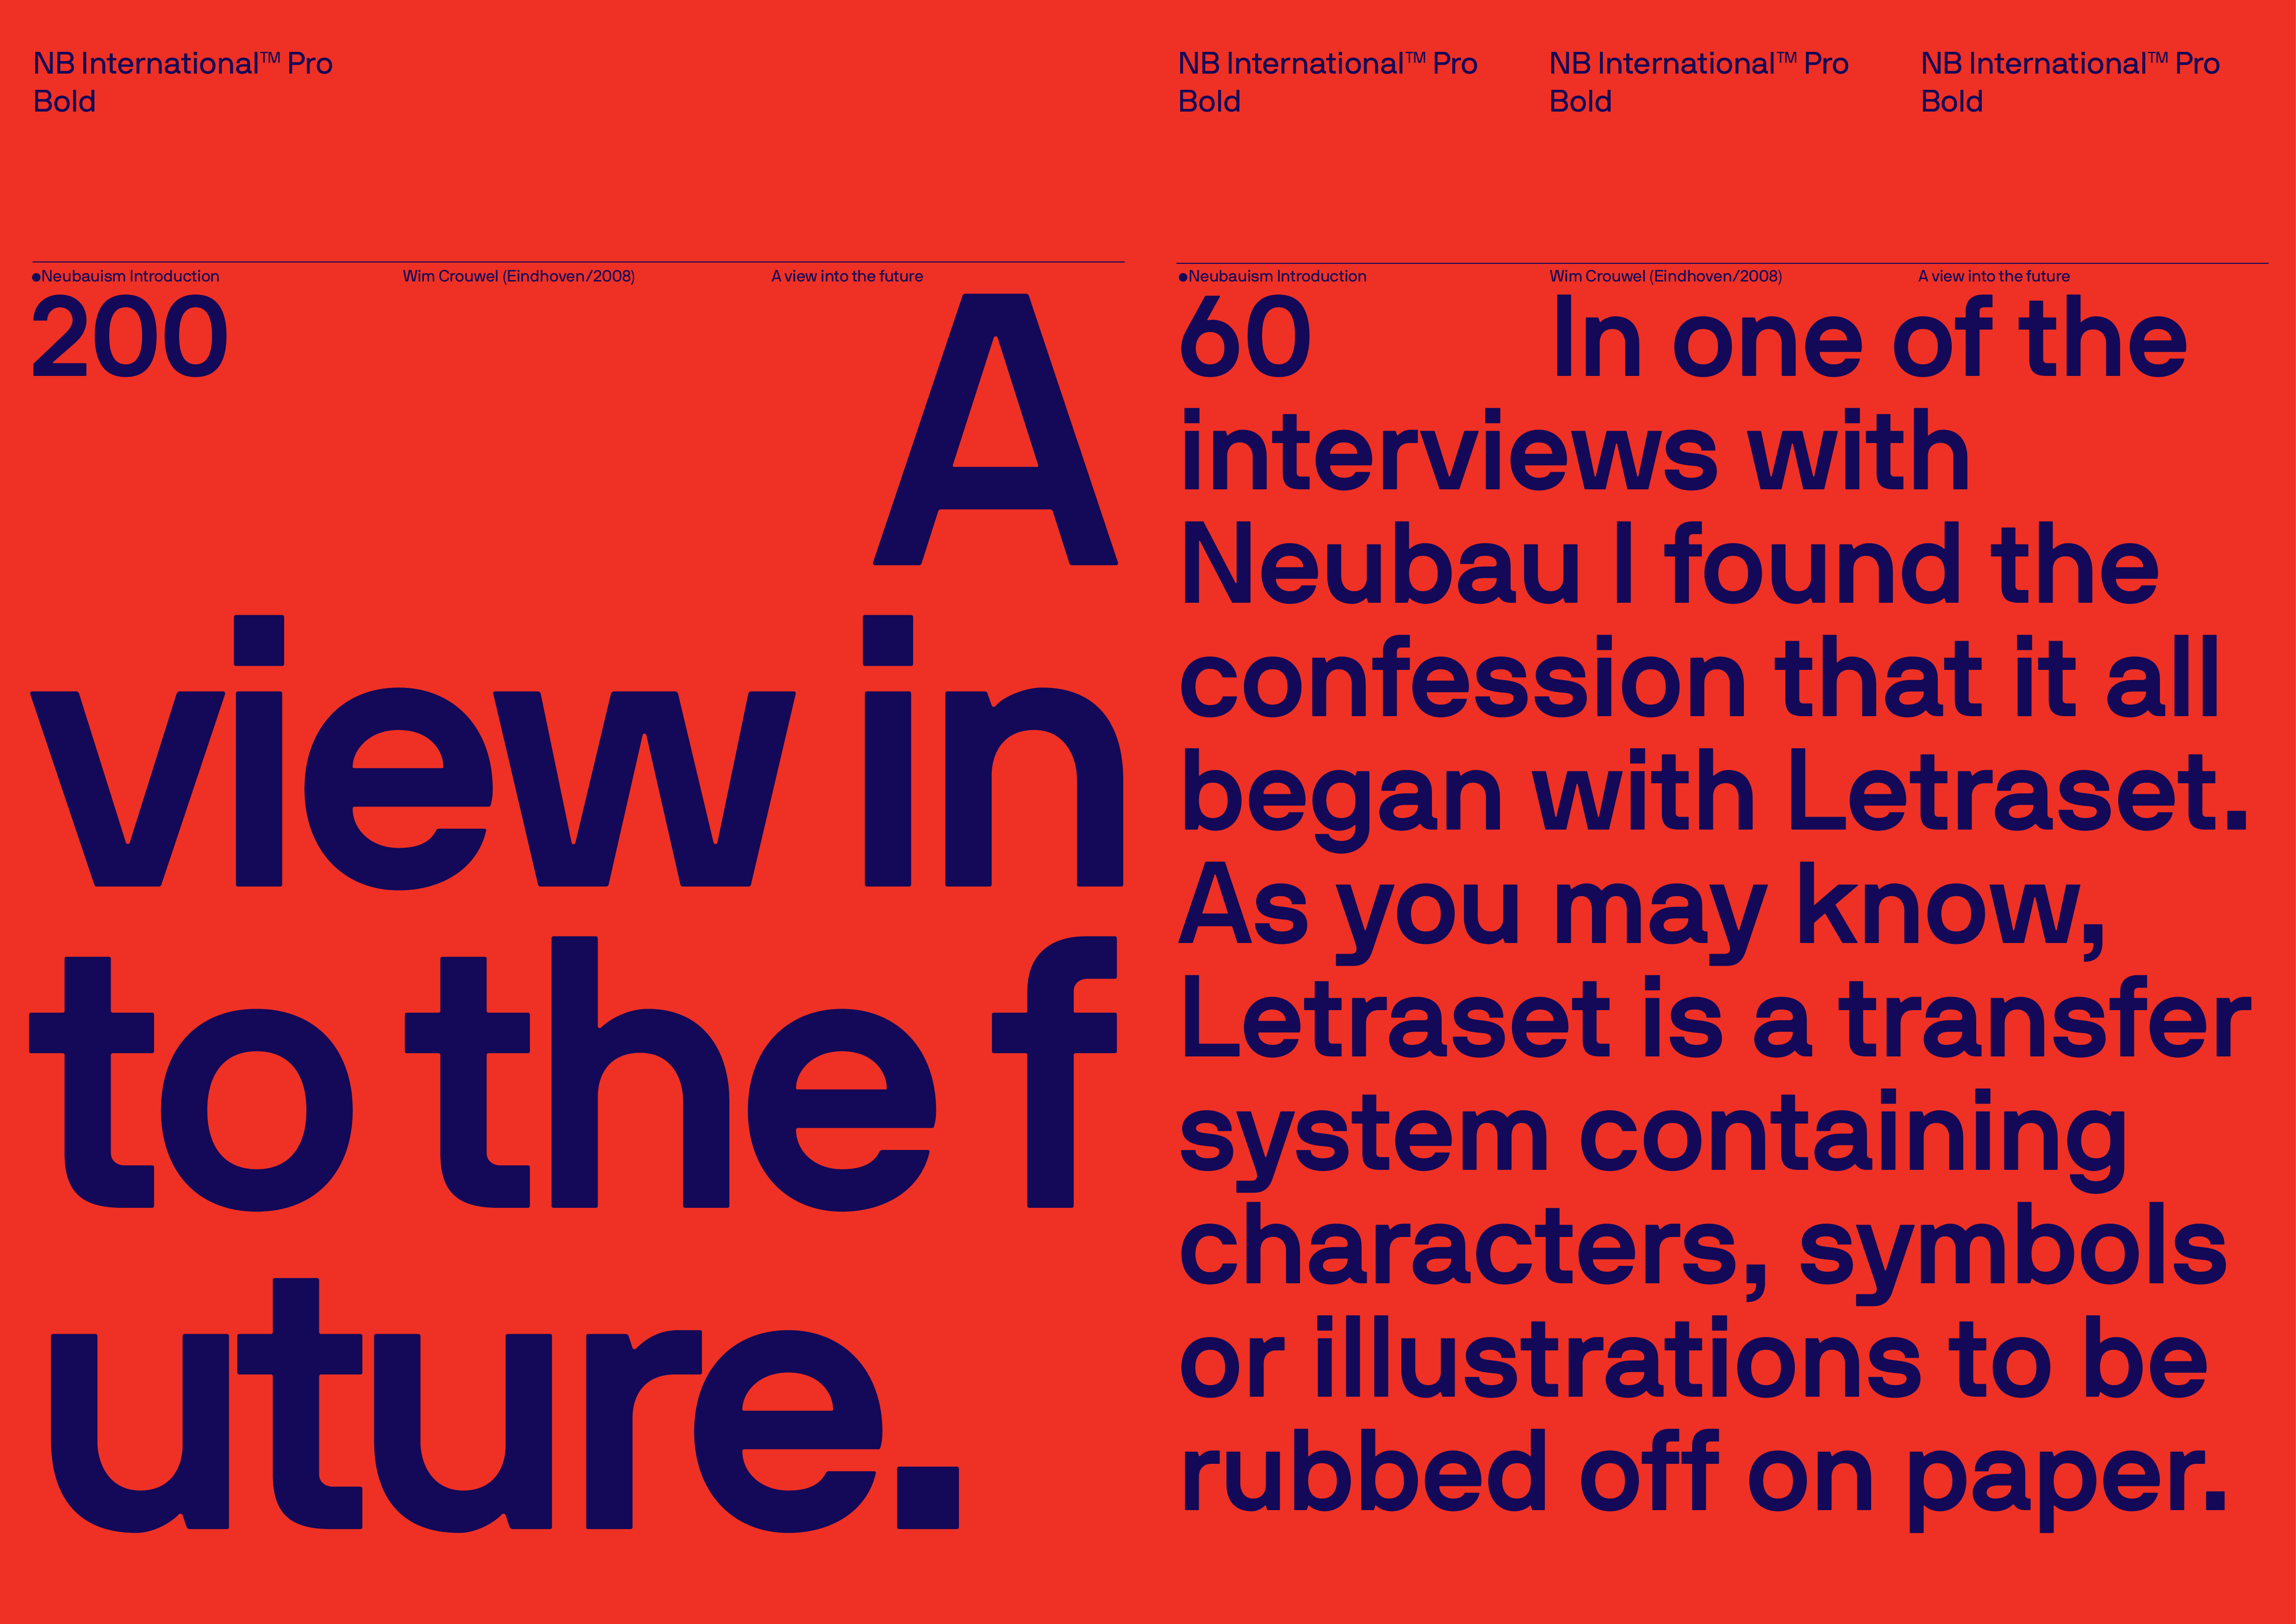 NB International™ Pro
Bold
●Neubauism Introduction
Wim Crouwel (Eindhoven/2008)
A view into the future
200
A
view in
to the f
uture.
NB International™ Pro
Bold
NB International™ Pro
Bold
NB International™ Pro
Bold
●Neubauism Introduction
Wim Crouwel (Eindhoven/2008)
A view into the future
60 In one of the
interviews with
Neubau I found the
confession that it all
began with Letraset.
As you may know,
Letraset is a transfer
system containing
characters, symbols
or illustrations to be
rubbed off on paper.